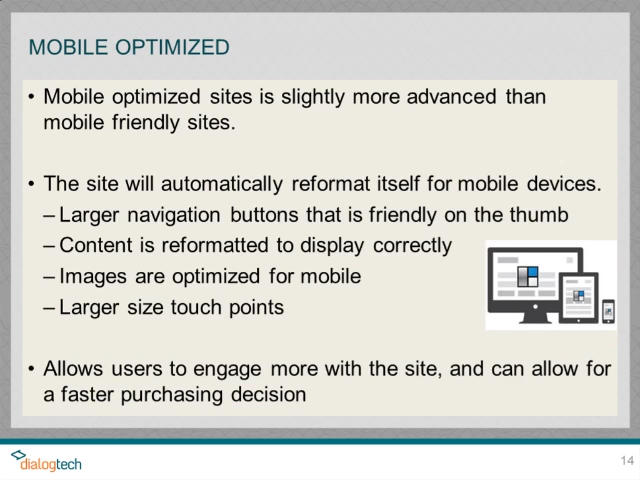 MOBILE OPTIMIZED
• Mobile optimized sites is slightly more advanced than
mobile friendly sites.
• The site will automatically reformat itself for mobile devices.
– Larger navigation buttons that is friendly on the thumb
– Content is reformatted to display correctly
– Images are optimized for mobile
– Larger size touch points
• Allows users to engage more with the site, and can allow for
a faster purchasing decision
dialogtech
14